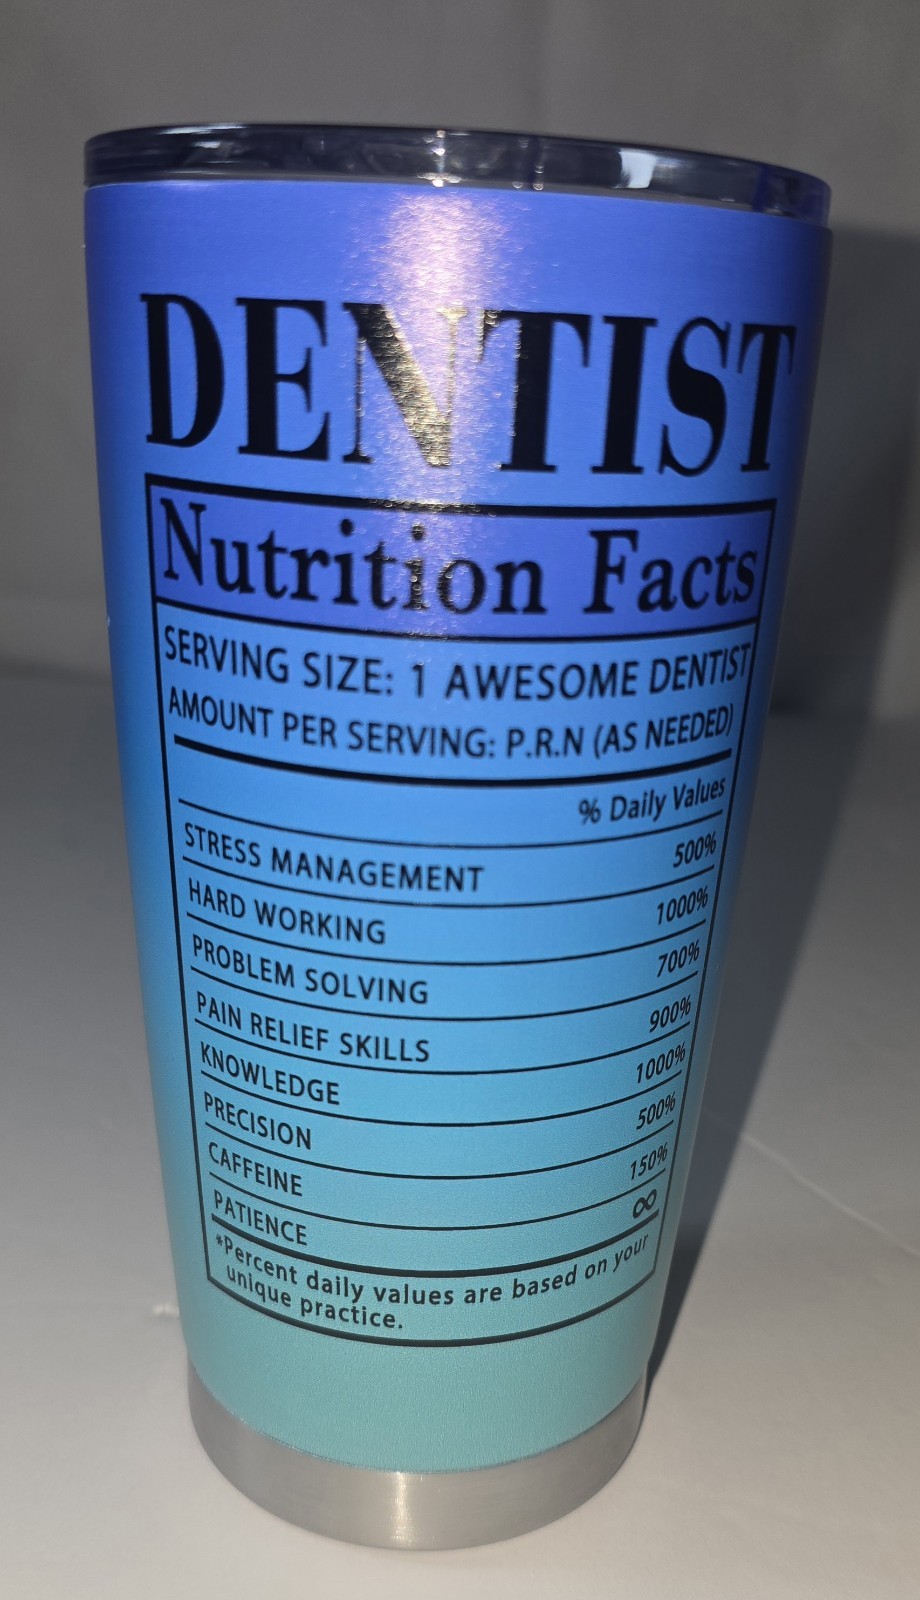 DENTIST
Nutrition Facts
SERVING SIZE: 1 AWESOME DENTIST
AMOUNT PER SERVING: P.R.N (AS NEEDED)
% Daily Values
STRESS MANAGEMENT 500%
HARD WORKING 1000%
PROBLEM SOLVING 700%
PAIN RELIEF SKILLS 900%
KNOWLEDGE 1000%
PRECISION 500%
CAFFEINE 150%
PATIENCE ∞
*Percent daily values are based on your
unique practice.